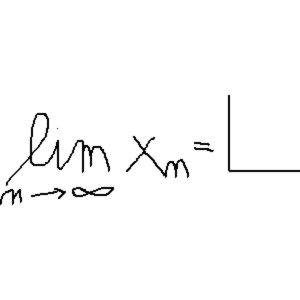 lim xₙ = L
n → ∞